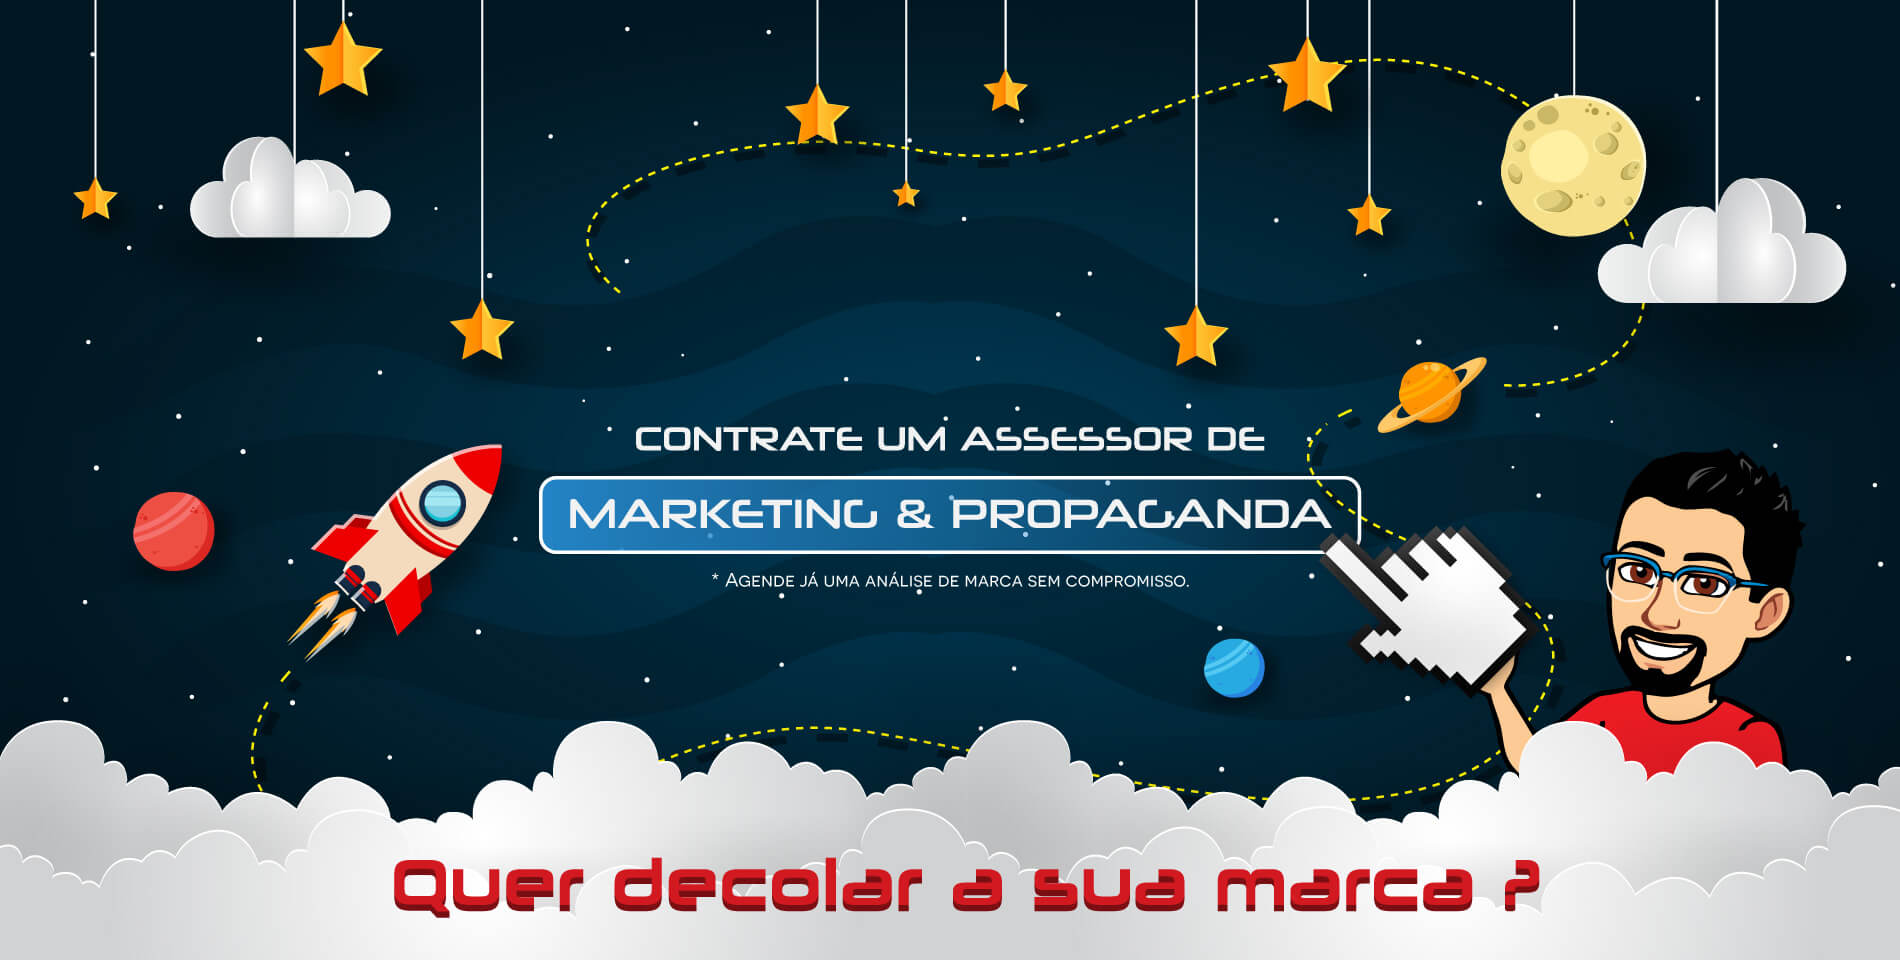 CONTRATE UM ASSESSOR DE
MARKETING & PROPAGANDA
* AGENDE JÁ UMA ANÁLISE DE MARCA SEM COMPROMISSO.
Quer decolar a sua marca ?